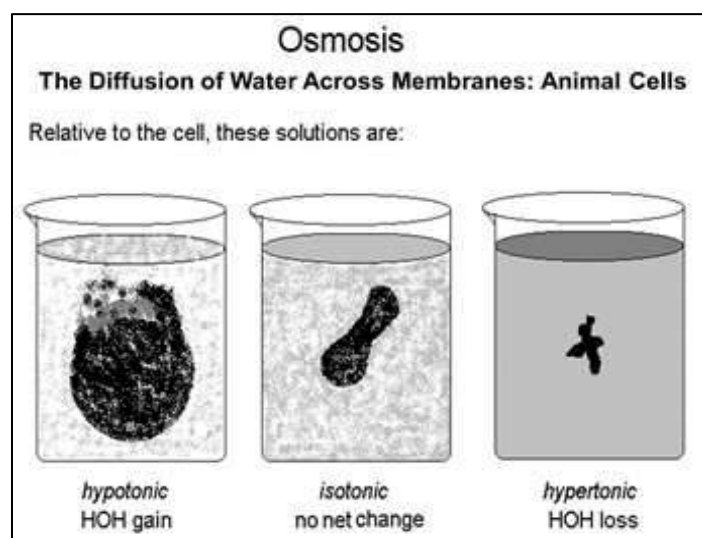 Osmosis
The Diffusion of Water Across Membranes: Animal Cells
Relative to the cell, these solutions are:
hypotonic
HOH gain
isotonic
no net change
hypertonic
HOH loss